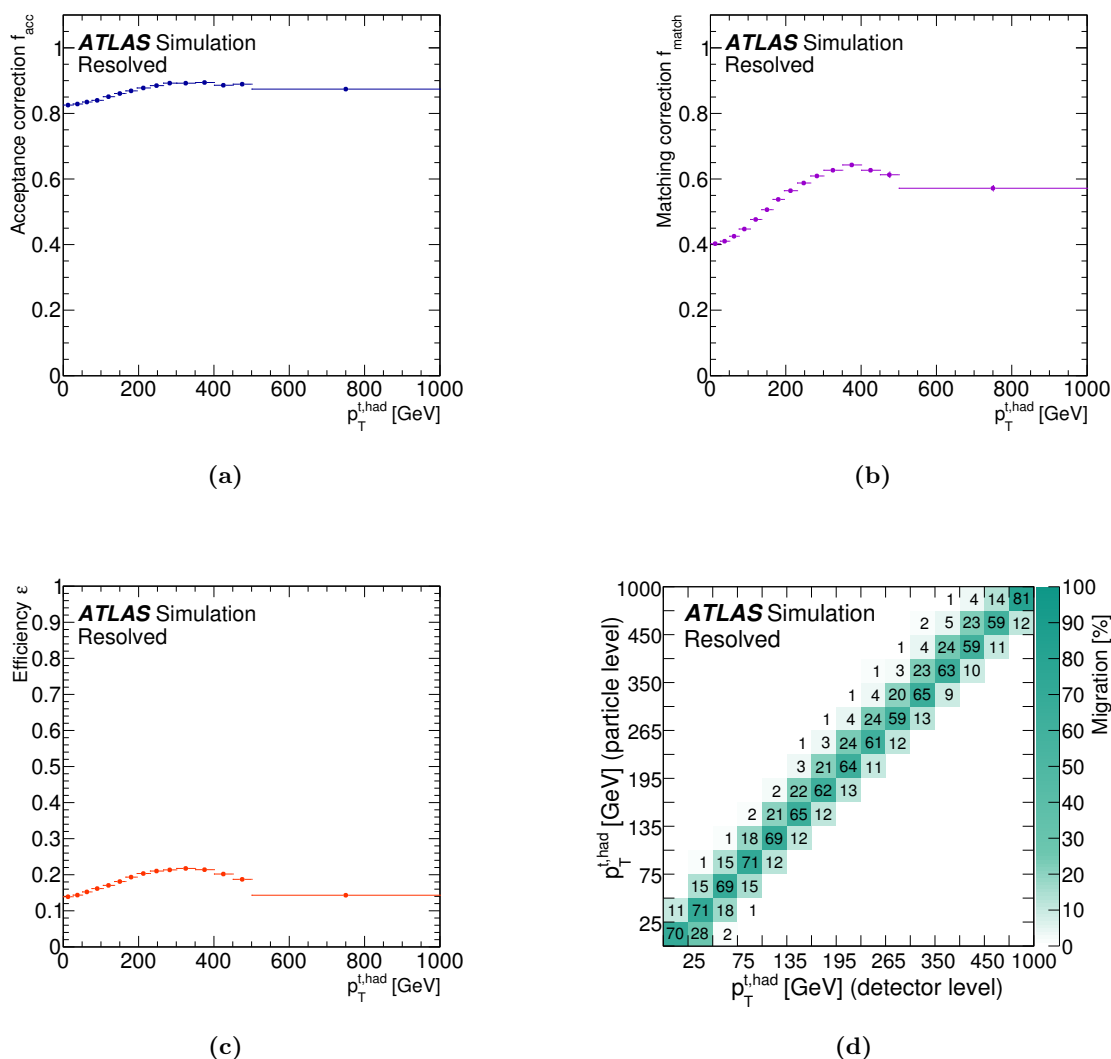 Acceptance correction f_acc
ATLAS Simulation
Resolved
1
0.8
0.6
0.4
0.2
0
0 200 400 600 800 1000
p_T^{t,had} [GeV]
(a)
Matching correction f_match
ATLAS Simulation
Resolved
1
0.8
0.6
0.4
0.2
0
0 200 400 600 800 1000
p_T^{t,had} [GeV]
(b)
Efficiency ε
ATLAS Simulation
Resolved
1
0.9
0.8
0.7
0.6
0.5
0.4
0.3
0.2
0.1
0
0 200 400 600 800 1000
p_T^{t,had} [GeV]
(c)
p_T^{t,had} [GeV] (particle level)
ATLAS Simulation
Resolved
1000
450
350
265
195
135
75
25
1 4 14 81
2 5 23 59 12
1 4 24 59 11
1 3 23 63 10
1 4 20 65 9
1 4 24 59 13
1 3 24 61 12
3 21 64 11
2 22 62 13
2 21 65 12
1 18 69 12
1 15 71 12
15 69 15
11 71 18 1
70 28 2
25 75 135 195 265 350 450 1000
p_T^{t,had} [GeV] (detector level)
100
90
80
70
60
50
40
30
20
10
0
Migration [%]
(d)